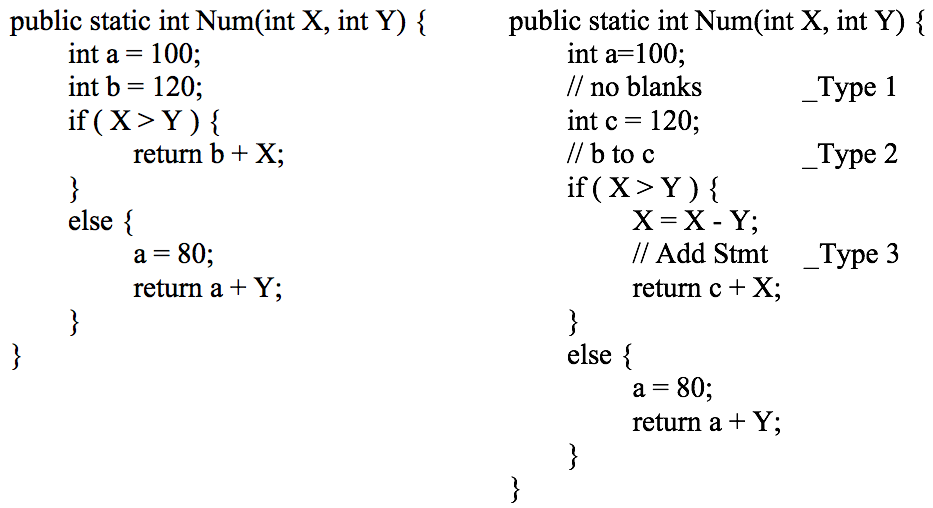 public static int Num(int X, int Y) {
int a = 100;
int b = 120;
if ( X > Y ) {
return b + X;
}
else {
a = 80;
return a + Y;
}
}
public static int Num(int X, int Y) {
int a=100;
// no blanks _Type 1
int c = 120;
// b to c _Type 2
if ( X > Y ) {
X = X - Y;
// Add Stmt _Type 3
return c + X;
}
else {
a = 80;
return a + Y;
}
}